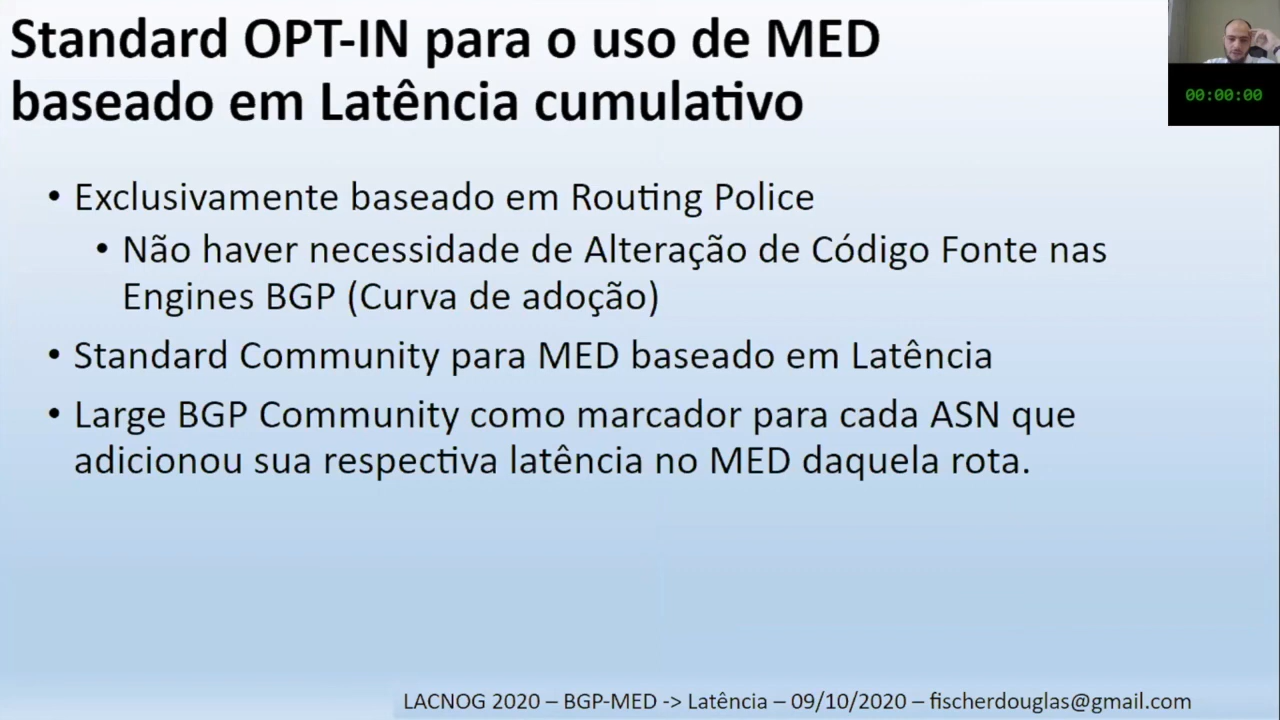 Standard OPT-IN para o uso de MED
baseado em Latência cumulativo
00:00:00
• Exclusivamente baseado em Routing Police
• Não haver necessidade de Alteração de Código Fonte nas
Engines BGP (Curva de adoção)
• Standard Community para MED baseado em Latência
• Large BGP Community como marcador para cada ASN que
adicionou sua respectiva latência no MED daquela rota.
LACNOG 2020 – BGP-MED -> Latência – 09/10/2020 – fischerdouglas@gmail.com